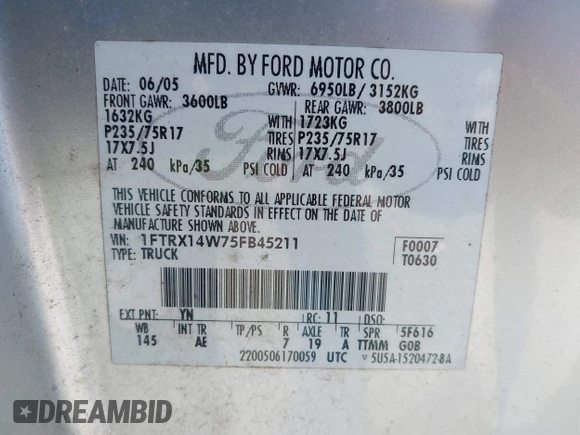 MFD. BY FORD MOTOR CO.
DATE 06/05 GVWR: 6950LB / 3152KG
FRONT GAWR: 3600LB REAR GAWR: 3800LB
1632KG WITH 1723KG WITH
P235/75R17 TIRES P235/75R17 TIRES
17X7.5J RIMS 17X7.5J RIMS
AT 240 kPa/35 PSI COLD AT 240 kPa/35 PSI COLD
THIS VEHICLE CONFORMS TO ALL APPLICABLE FEDERAL MOTOR
VEHICLE SAFETY STANDARDS IN EFFECT ON THE DATE OF
MANUFACTURE SHOWN ABOVE.
VIN: 1FTRX14W75FB45211 F0007
TYPE: TRUCK T0630
EXT PNT: YN RC: 11 DSO:
WB INT TR TP/PS R AXLE TR SPR 5F616
145 AE 7 19 A TTMM GOB
2200506170059 UTC 5U5A-1520472-BA
Ford
DREAMBID